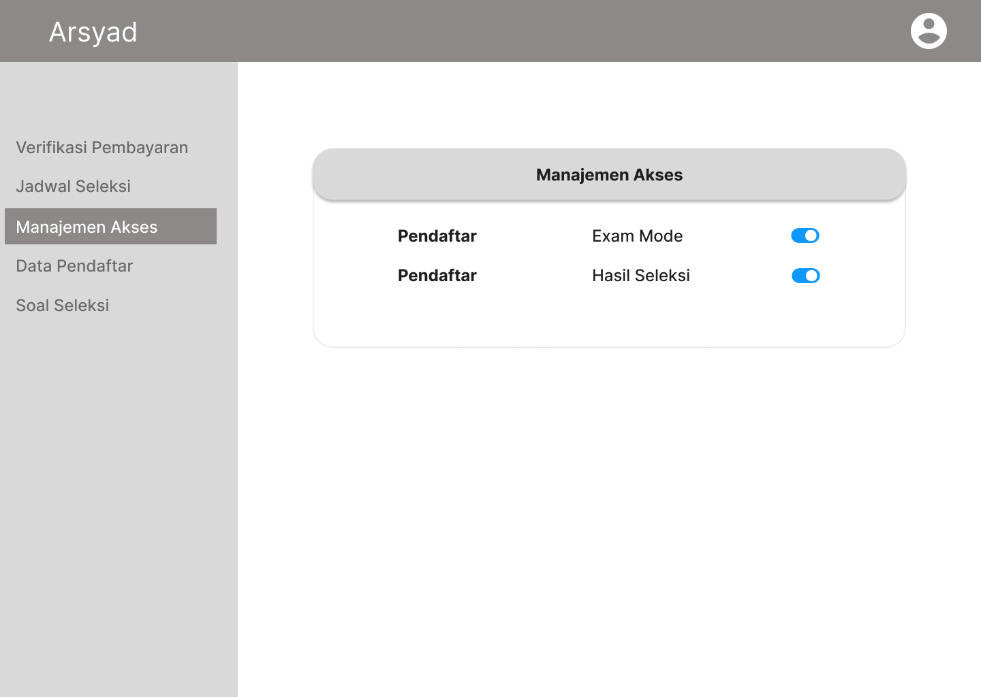 Arsyad
Verifikasi Pembayaran
Jadwal Seleksi
Manajemen Akses
Data Pendaftar
Soal Seleksi
Manajemen Akses
Pendaftar Exam Mode
Pendaftar Hasil Seleksi